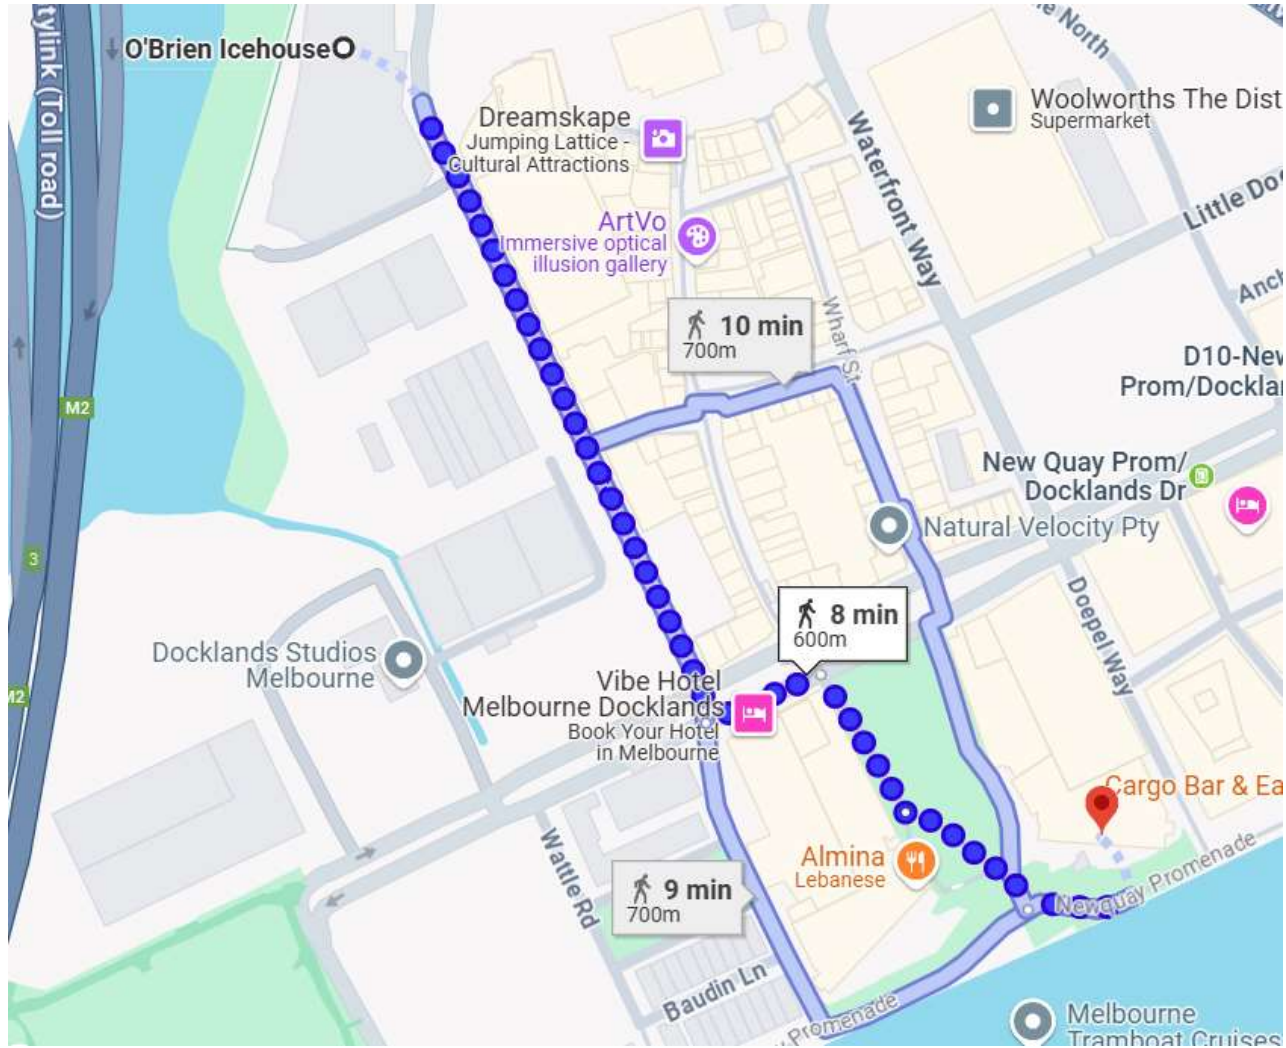 tylink (Toll road)
O'Brien Icehouse
Dreamskape
Jumping Lattice -
Cultural Attractions
ArtVo
Immersive optical
illusion gallery
Waterfront Way
Woolworths The Dist
Supermarket
Little Do
Anch
10 min
700m
Wharf St
D10-New
Prom/Docklan
M2
New Quay Prom/
Docklands Dr
Natural Velocity Pty
3
8 min
600m
Doepel Way
Docklands Studios
Melbourne
M2
Vibe Hotel
Melbourne Docklands
Book Your Hotel
in Melbourne
Cargo Bar & Ea
Almina
Lebanese
Wattle Rd
9 min
700m
Newquay Promenade
Baudin Ln
y Promenade
Melbourne
Tramboat Cruises